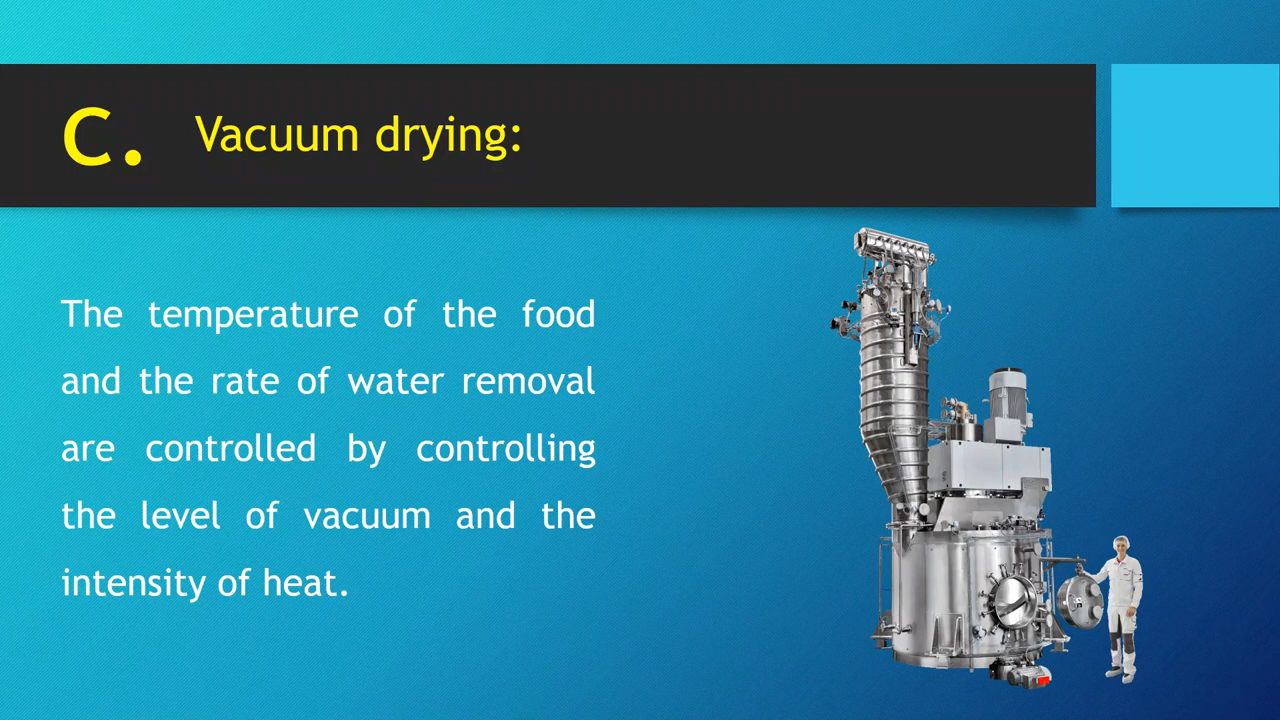 C. Vacuum drying:
The temperature of the food
and the rate of water removal
are controlled by controlling
the level of vacuum and the
intensity of heat.